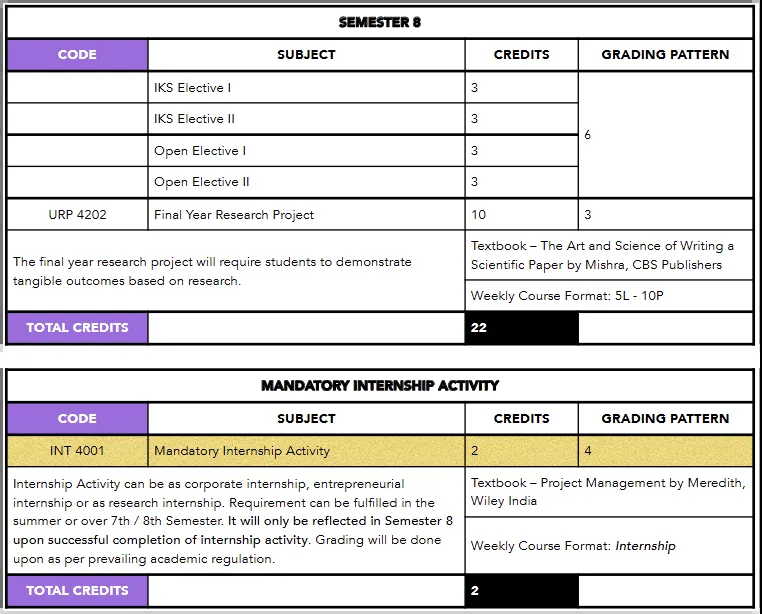 SEMESTER 8
CODE SUBJECT CREDITS GRADING PATTERN
IKS Elective I 3
IKS Elective II 3
6
Open Elective I 3
Open Elective II 3
URP 4202 Final Year Research Project 10 3
The final year research project will require students to demonstrate
tangible outcomes based on research.
Textbook – The Art and Science of Writing a
Scientific Paper by Mishra, CBS Publishers
Weekly Course Format: 5L - 10P
TOTAL CREDITS 22
MANDATORY INTERNSHIP ACTIVITY
CODE SUBJECT CREDITS GRADING PATTERN
INT 4001 Mandatory Internship Activity 2 4
Internship Activity can be as corporate internship, entrepreneurial
internship or as research internship. Requirement can be fulfilled in the
summer or over 7th / 8th Semester. It will only be reflected in Semester 8
upon successful completion of internship activity. Grading will be done
upon as per prevailing academic regulation.
Textbook – Project Management by Meredith,
Wiley India
Weekly Course Format: Internship
TOTAL CREDITS 2